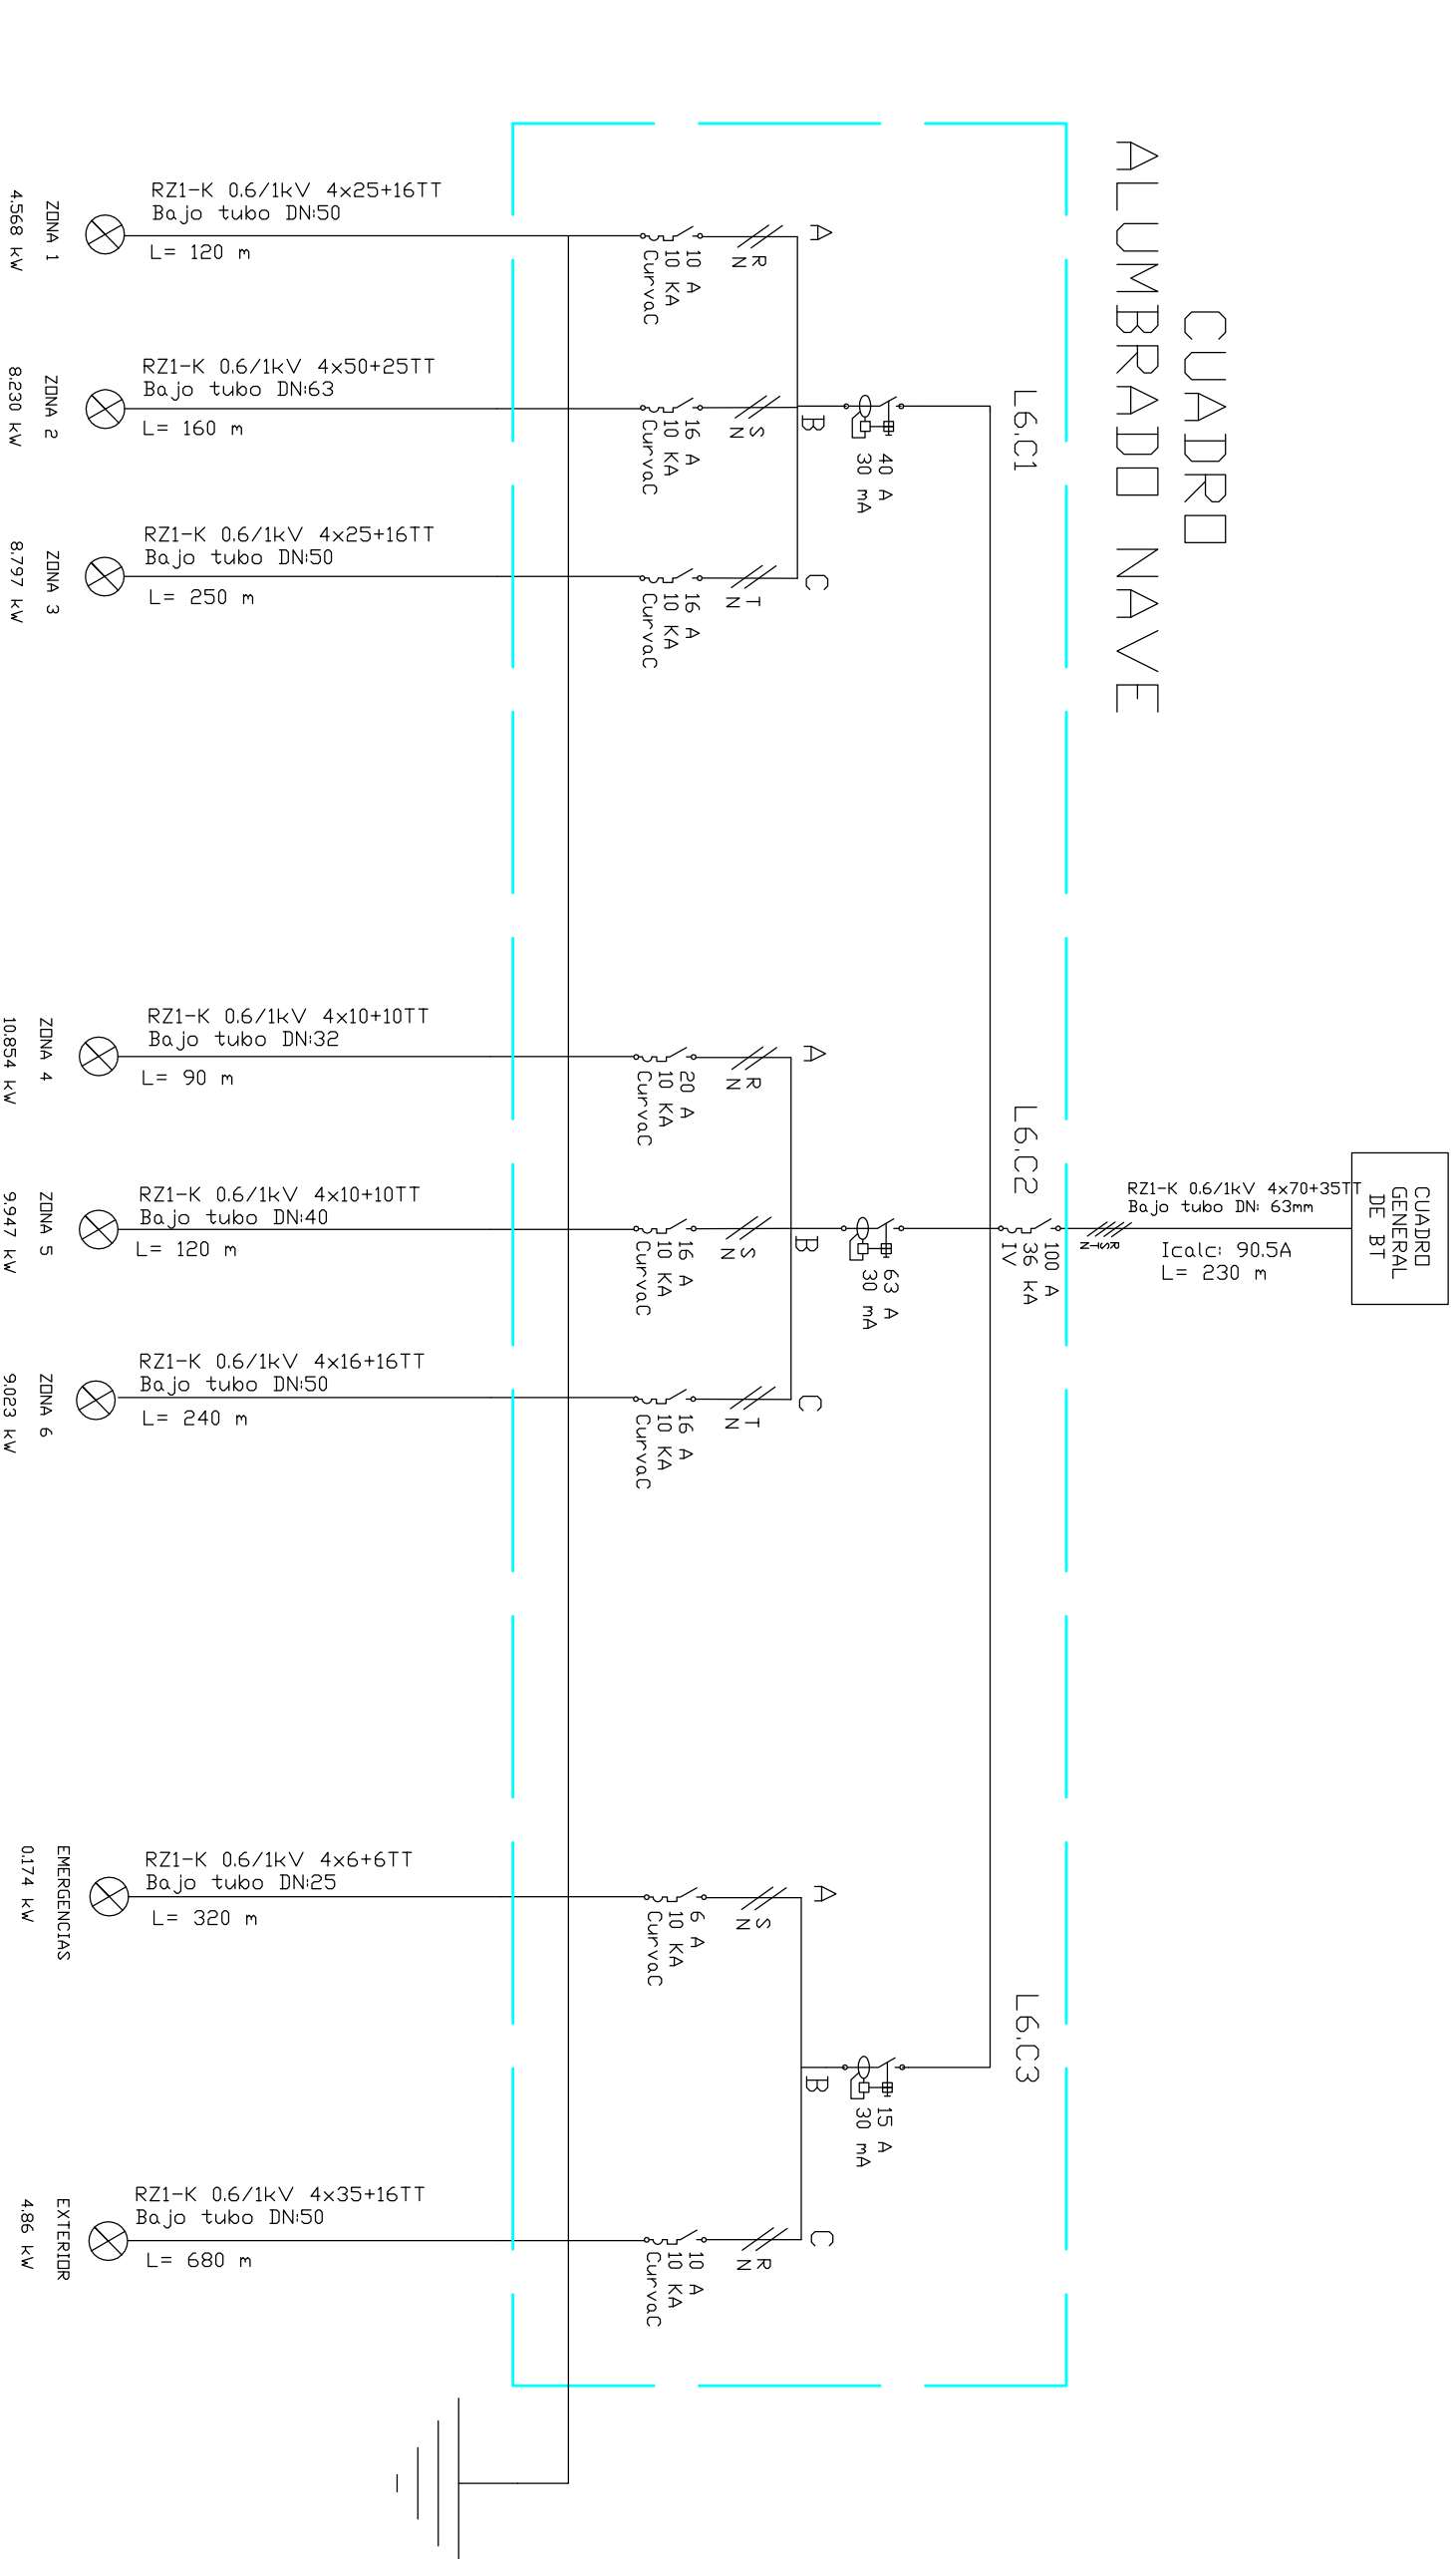 CUADRO
ALUMBRADO NAVE
CUADRO
GENERAL
DE BT
RZ1-K 0.6/1kV 4x70+35TT
Bajo tubo DN: 63mm
Icalc: 90.5A
L= 230 m
R
S
T
N
100 A
36 kA
IV
L6.C1
40 A
30 mA
A
B
C
R
N
10 A
10 KA
CurvaC
RZ1-K 0.6/1kV 4x25+16TT
Bajo tubo DN:50
L= 120 m
ZONA 1
4.568 kW
S
N
16 A
10 KA
CurvaC
RZ1-K 0.6/1kV 4x50+25TT
Bajo tubo DN:63
L= 160 m
ZONA 2
8.230 kW
T
N
16 A
10 KA
CurvaC
RZ1-K 0.6/1kV 4x25+16TT
Bajo tubo DN:50
L= 250 m
ZONA 3
8.797 kW
L6.C2
63 A
30 mA
A
B
C
R
N
20 A
10 KA
CurvaC
RZ1-K 0.6/1kV 4x10+10TT
Bajo tubo DN:32
L= 90 m
ZONA 4
10.854 kW
S
N
16 A
10 KA
CurvaC
RZ1-K 0.6/1kV 4x10+10TT
Bajo tubo DN:40
L= 120 m
ZONA 5
9.947 kW
T
N
16 A
10 KA
CurvaC
RZ1-K 0.6/1kV 4x16+16TT
Bajo tubo DN:50
L= 240 m
ZONA 6
9.023 kW
L6.C3
15 A
30 mA
A
B
C
S
N
6 A
10 KA
CurvaC
RZ1-K 0.6/1kV 4x6+6TT
Bajo tubo DN:25
L= 320 m
EMERGENCIAS
0.174 kW
R
N
10 A
10 KA
CurvaC
RZ1-K 0.6/1kV 4x35+16TT
Bajo tubo DN:50
L= 680 m
EXTERIOR
4.86 kW